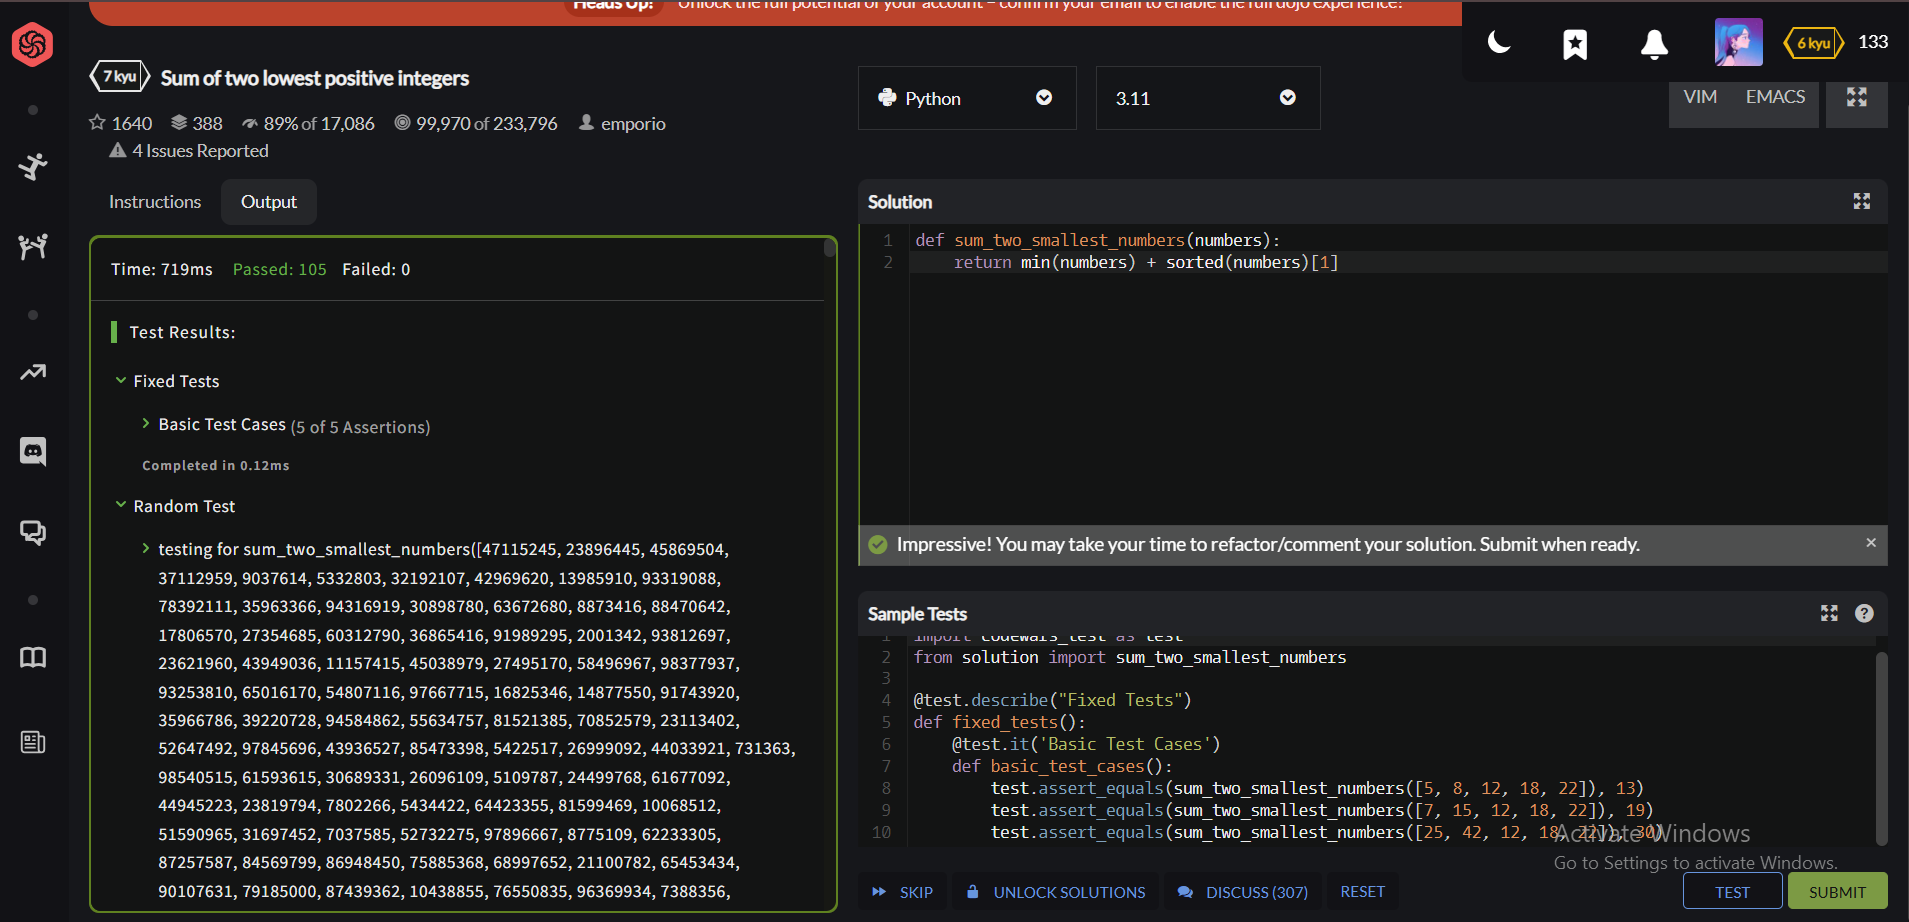 Heads Up! Unlock the full potential of your account – confirm your email to enable the full dojo experience!
6 kyu 133
7 kyu Sum of two lowest positive integers
1640 388 89% of 17,086 99,970 of 233,796 emporio
4 Issues Reported
Python 3.11 VIM EMACS
Instructions Output
Time: 719ms Passed: 105 Failed: 0
Test Results:
Fixed Tests
Basic Test Cases (5 of 5 Assertions)
Completed in 0.12ms
Random Test
testing for sum_two_smallest_numbers([47115245, 23896445, 45869504,
37112959, 9037614, 5332803, 32192107, 42969620, 13985910, 93319088,
78392111, 35963366, 94316919, 30898780, 63672680, 8873416, 88470642,
17806570, 27354685, 60312790, 36865416, 91989295, 2001342, 93812697,
23621960, 43949036, 11157415, 45038979, 27495170, 58496967, 98377937,
93253810, 65016170, 54807116, 97667715, 16825346, 14877550, 91743920,
35966786, 39220728, 94584862, 55634757, 81521385, 70852579, 23113402,
52647492, 97845696, 43936527, 85473398, 5422517, 26999092, 44033921, 731363,
98540515, 61593615, 30689331, 26096109, 5109787, 24499768, 61677092,
44945223, 23819794, 7802266, 5434422, 64423355, 81599469, 10068512,
51590965, 31697452, 7037585, 52732275, 97896667, 8775109, 62233305,
87257587, 84569799, 86948450, 75885368, 68997652, 21100782, 65453434,
90107631, 79185000, 87439362, 10438855, 76550835, 96369934, 7388356,
Solution
1 def sum_two_smallest_numbers(numbers):
2 return min(numbers) + sorted(numbers)[1]
Impressive! You may take your time to refactor/comment your solution. Submit when ready.
Sample Tests
1 import codewars_test as test
2 from solution import sum_two_smallest_numbers
3
4 @test.describe("Fixed Tests")
5 def fixed_tests():
6 @test.it('Basic Test Cases')
7 def basic_test_cases():
8 test.assert_equals(sum_two_smallest_numbers([5, 8, 12, 18, 22]), 13)
9 test.assert_equals(sum_two_smallest_numbers([7, 15, 12, 18, 22]), 19)
10 test.assert_equals(sum_two_smallest_numbers([25, 42, 12, 18, 22]), 30)
Activate Windows
Go to Settings to activate Windows.
SKIP UNLOCK SOLUTIONS DISCUSS (307) RESET TEST SUBMIT